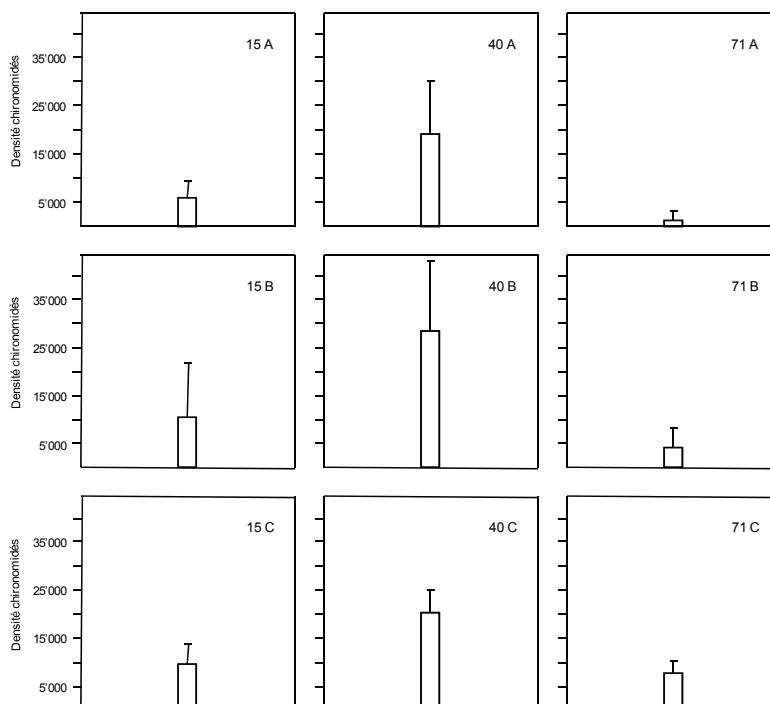 15 A
40 A
71 A
Densité chironomidés
35'000
25'000
15'000
5'000
15 B
40 B
71 B
Densité chironomidés
35'000
25'000
15'000
5'000
15 C
40 C
71 C
Densité chironomidés
35'000
25'000
15'000
5'000